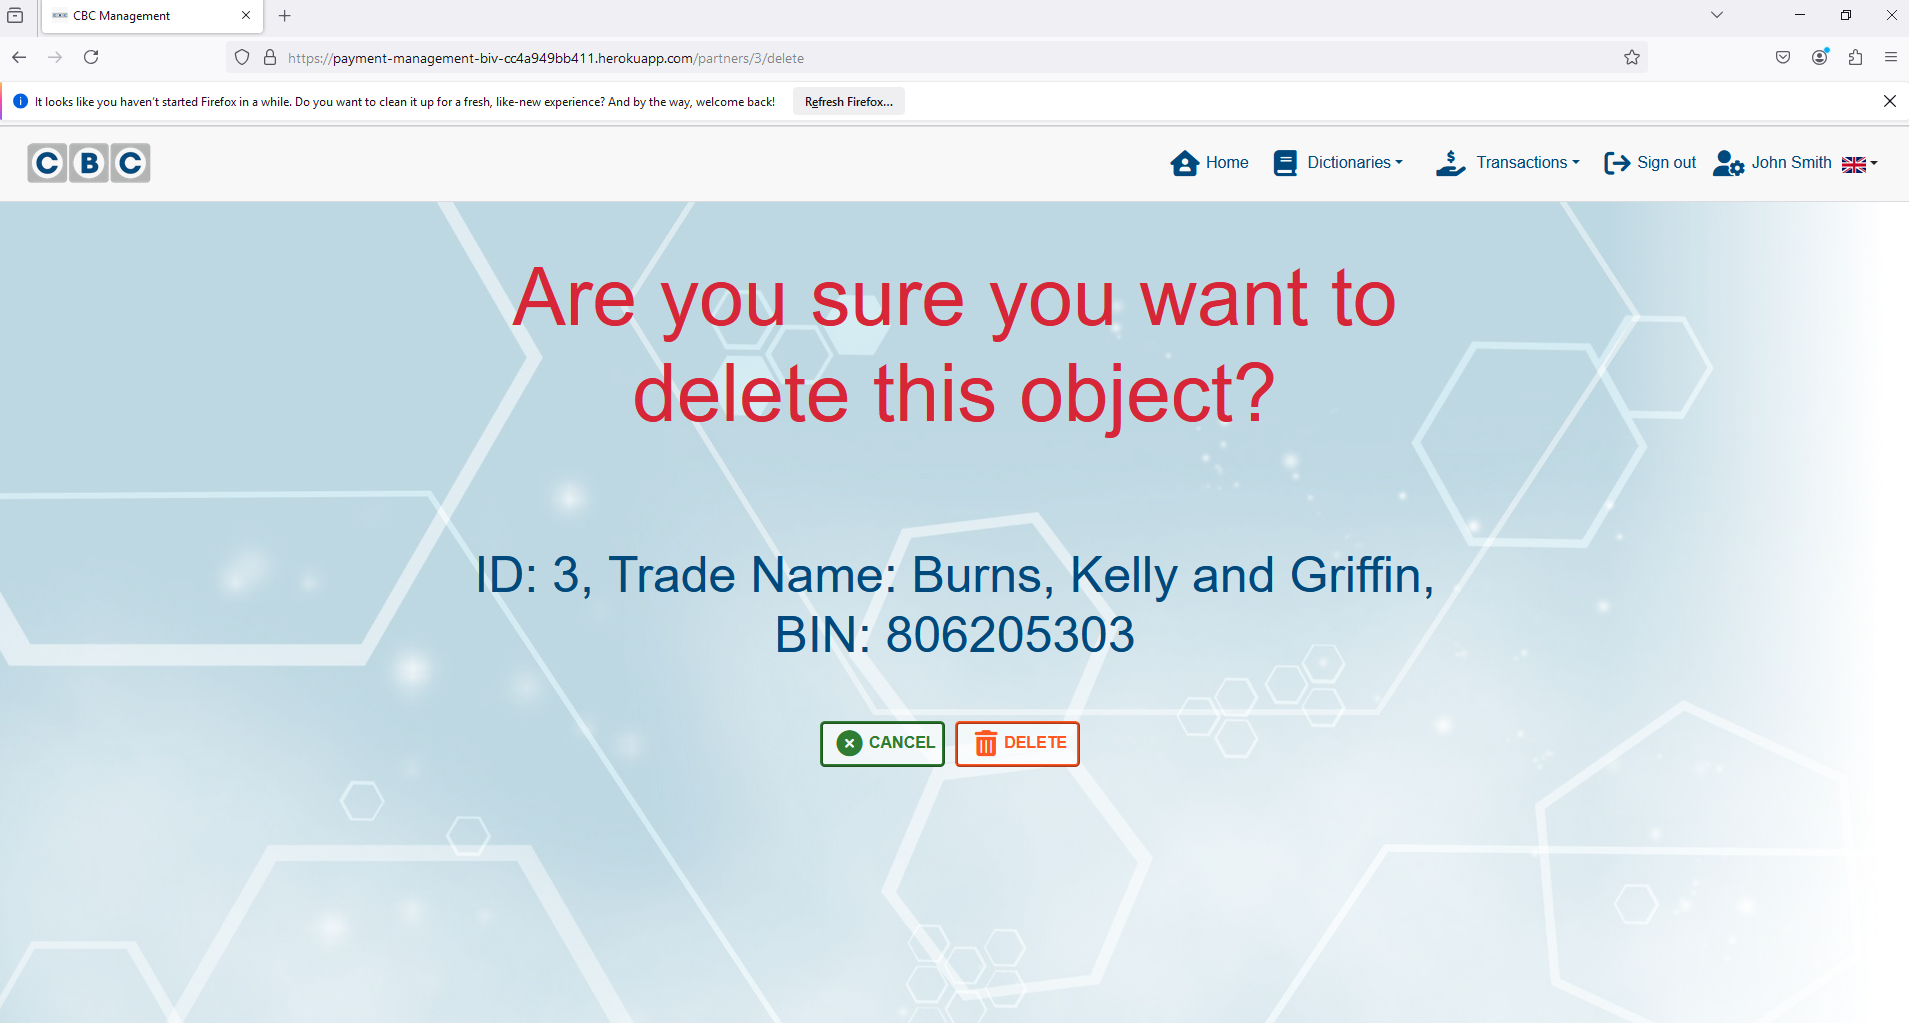 CBC Management
https://payment-management-biv-cc4a949bb411.herokuapp.com/partners/3/delete
It looks like you haven't started Firefox in a while. Do you want to clean it up for a fresh, like-new experience? And by the way, welcome back! Refresh Firefox...
CBC Home Dictionaries Transactions Sign out John Smith
Are you sure you want to
delete this object?
ID: 3, Trade Name: Burns, Kelly and Griffin,
BIN: 806205303
CANCEL DELETE